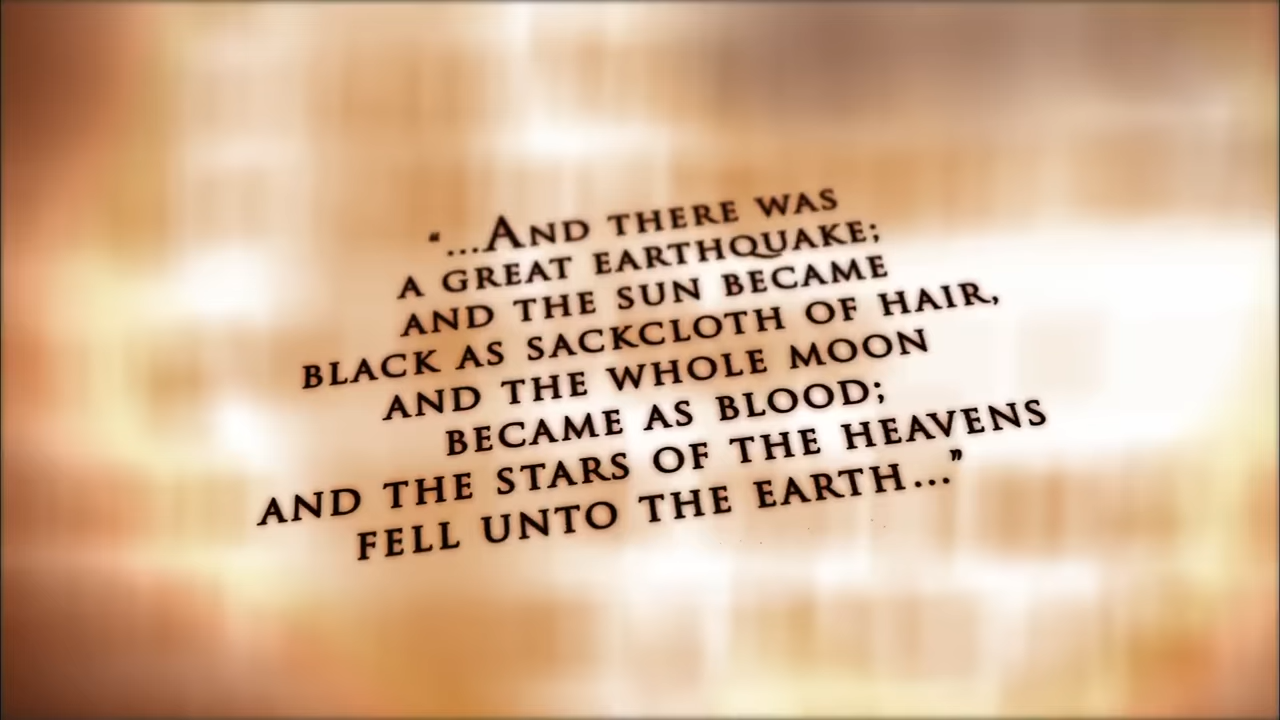 “...And there was
a great earthquake;
and the sun became
black as sackcloth of hair,
and the whole moon
became as blood;
and the stars of the heavens
fell unto the earth...”